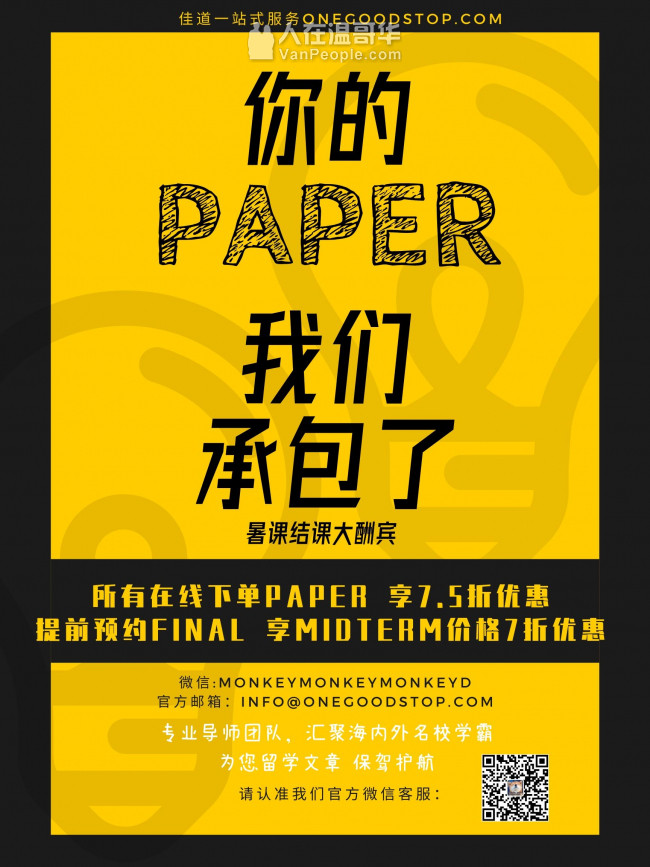 佳道一站式服务ONEGOODSTOP.COM
人在温哥华
VanPeople.com
你的
PAPER
我们
承包了
暑课结课大酬宾
所有在线下单PAPER 享7.5折优惠
提前预约FINAL 享MIDTERM价格7折优惠
微信:MONKEYMONKEYMONKEYD
官方邮箱：INFO@ONEGOODSTOP.COM
专业导师团队，汇聚海内外名校学霸
为您留学文章 保驾护航
请认准我们官方微信客服：